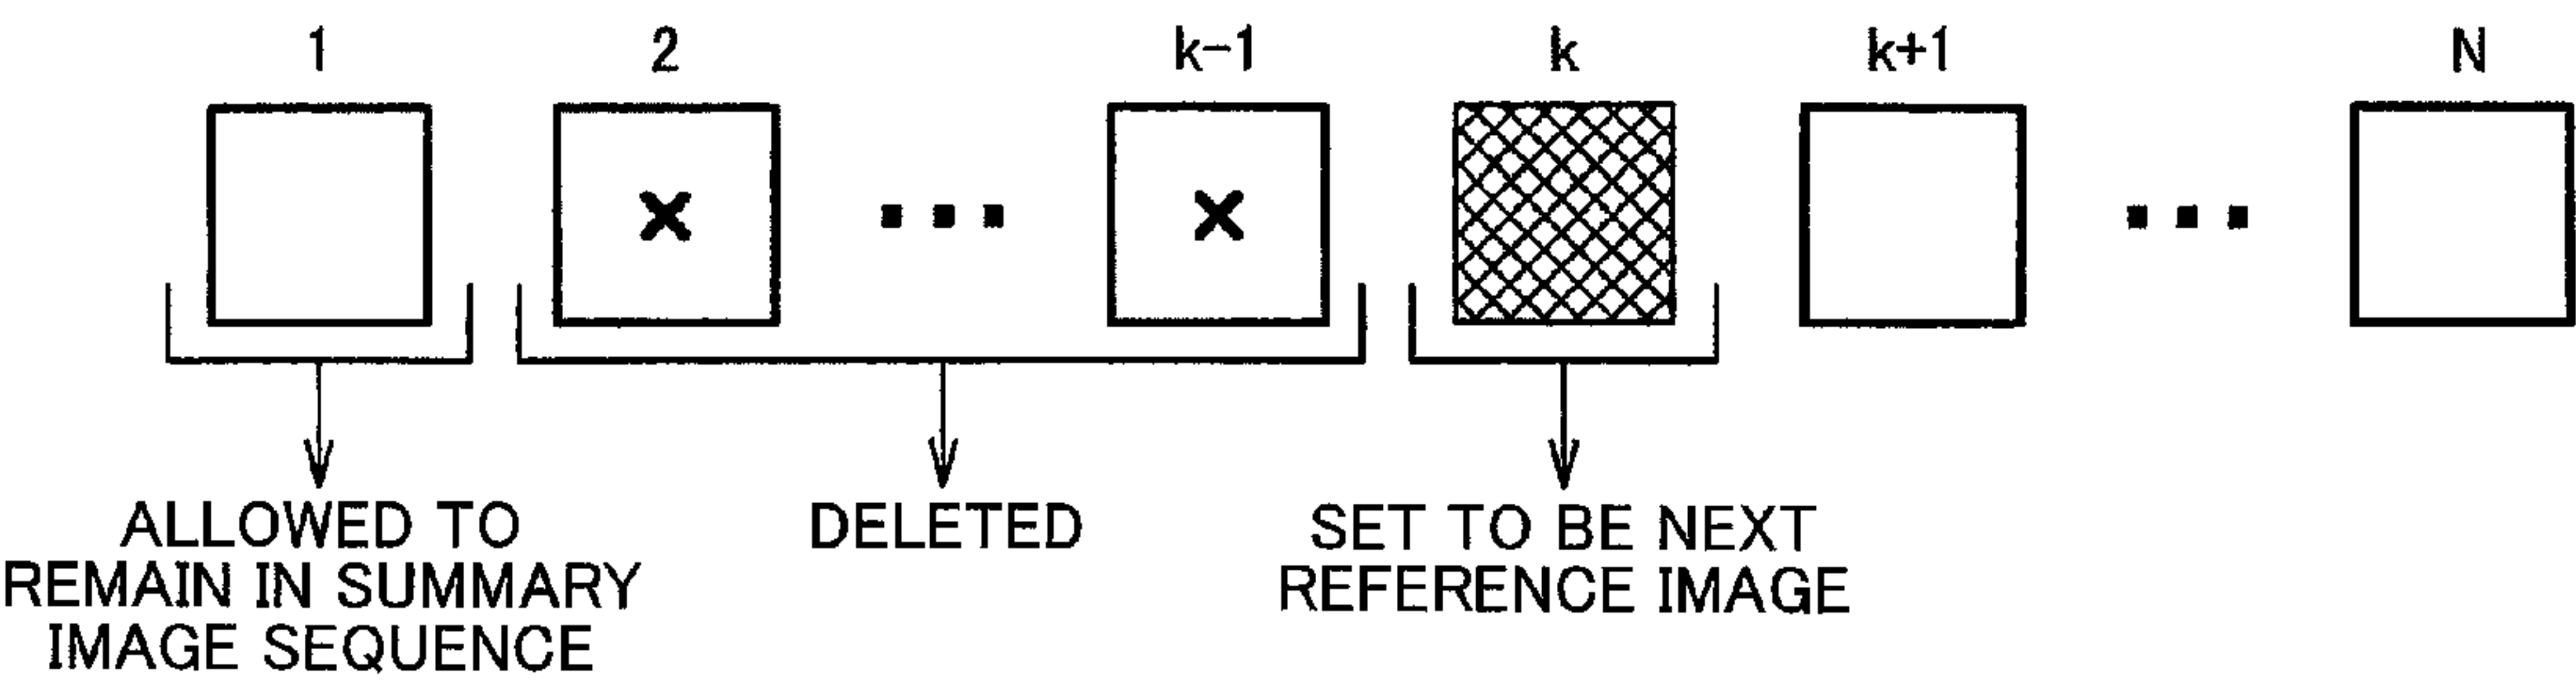 1 2 k-1 k k+1 N
ALLOWED TO
REMAIN IN SUMMARY
IMAGE SEQUENCE
DELETED
SET TO BE NEXT
REFERENCE IMAGE